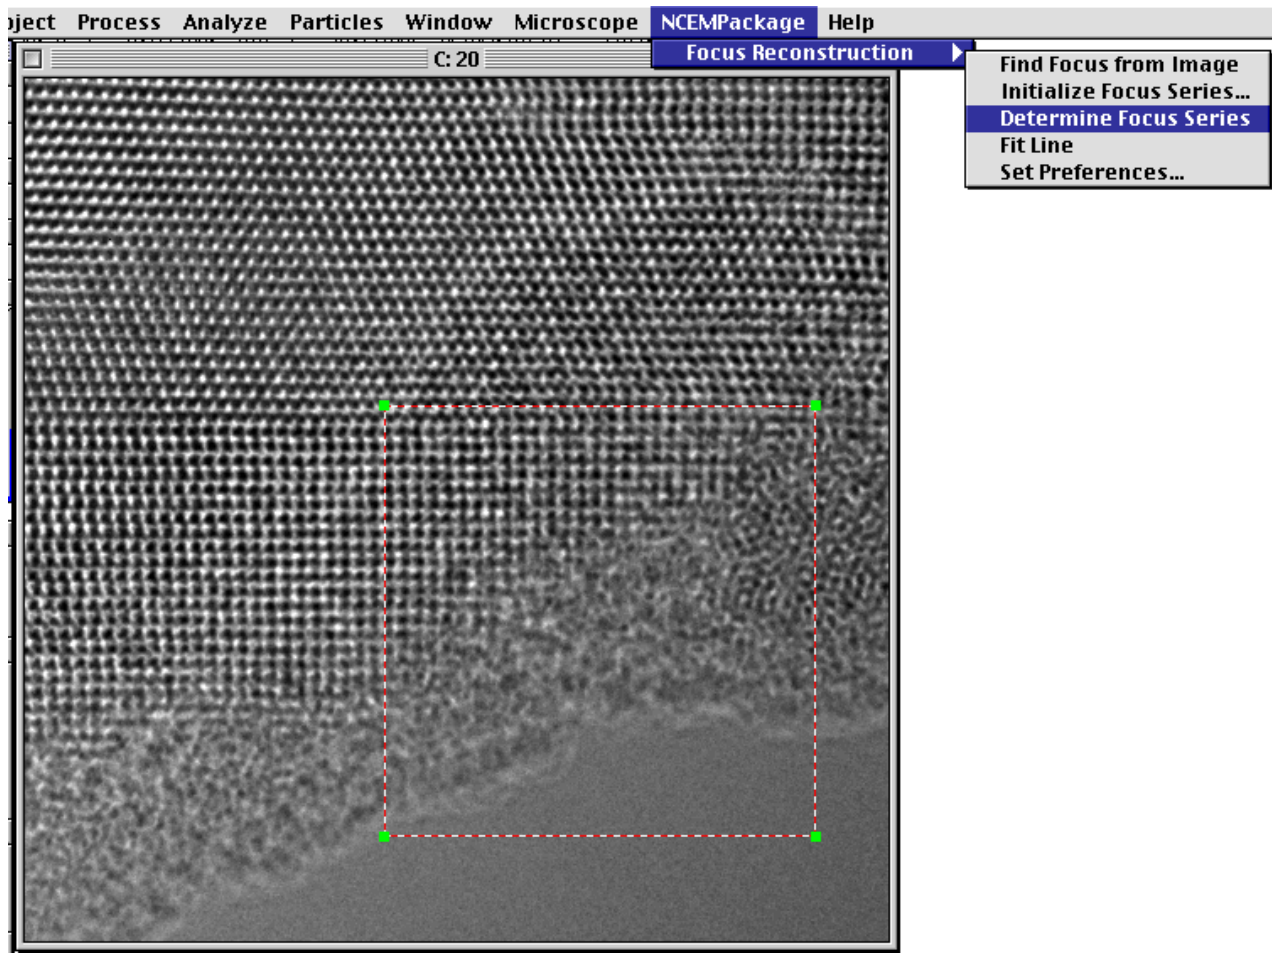 oject Process Analyze Particles Window Microscope NCEMPackage Help
C: 20
Focus Reconstruction
Find Focus from Image
Initialize Focus Series...
Determine Focus Series
Fit Line
Set Preferences...